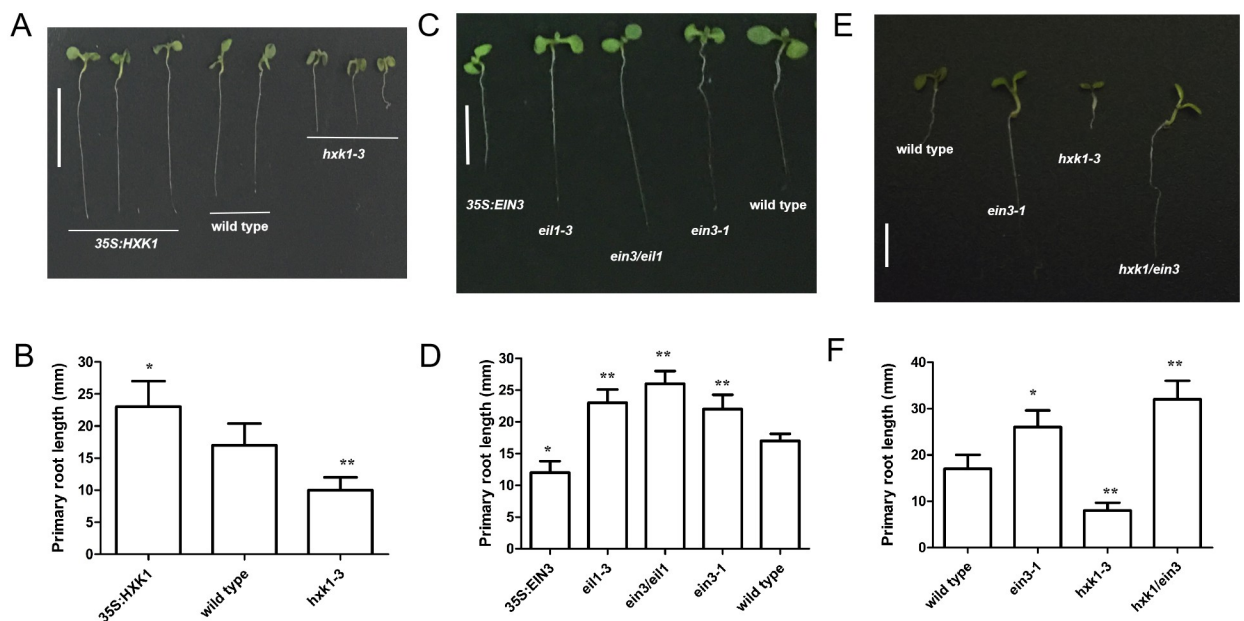 A
C
E
hxk1-3
wild type
35S:HXK1
35S:EIN3
eil1-3
ein3/eil1
ein3-1
wild type
wild type
ein3-1
hxk1-3
hxk1/ein3
B
Primary root length (mm)
30
25
20
15
10
5
0
*
**
35S:HXK1
wild type
hxk1-3
D
Primary root length (mm)
30
25
20
15
10
5
0
*
**
**
**
35S:EIN3
eil1-3
ein3/eil1
ein3-1
wild type
F
Primary root length (mm)
40
30
20
10
0
*
**
**
wild type
ein3-1
hxk1-3
hxk1/ein3